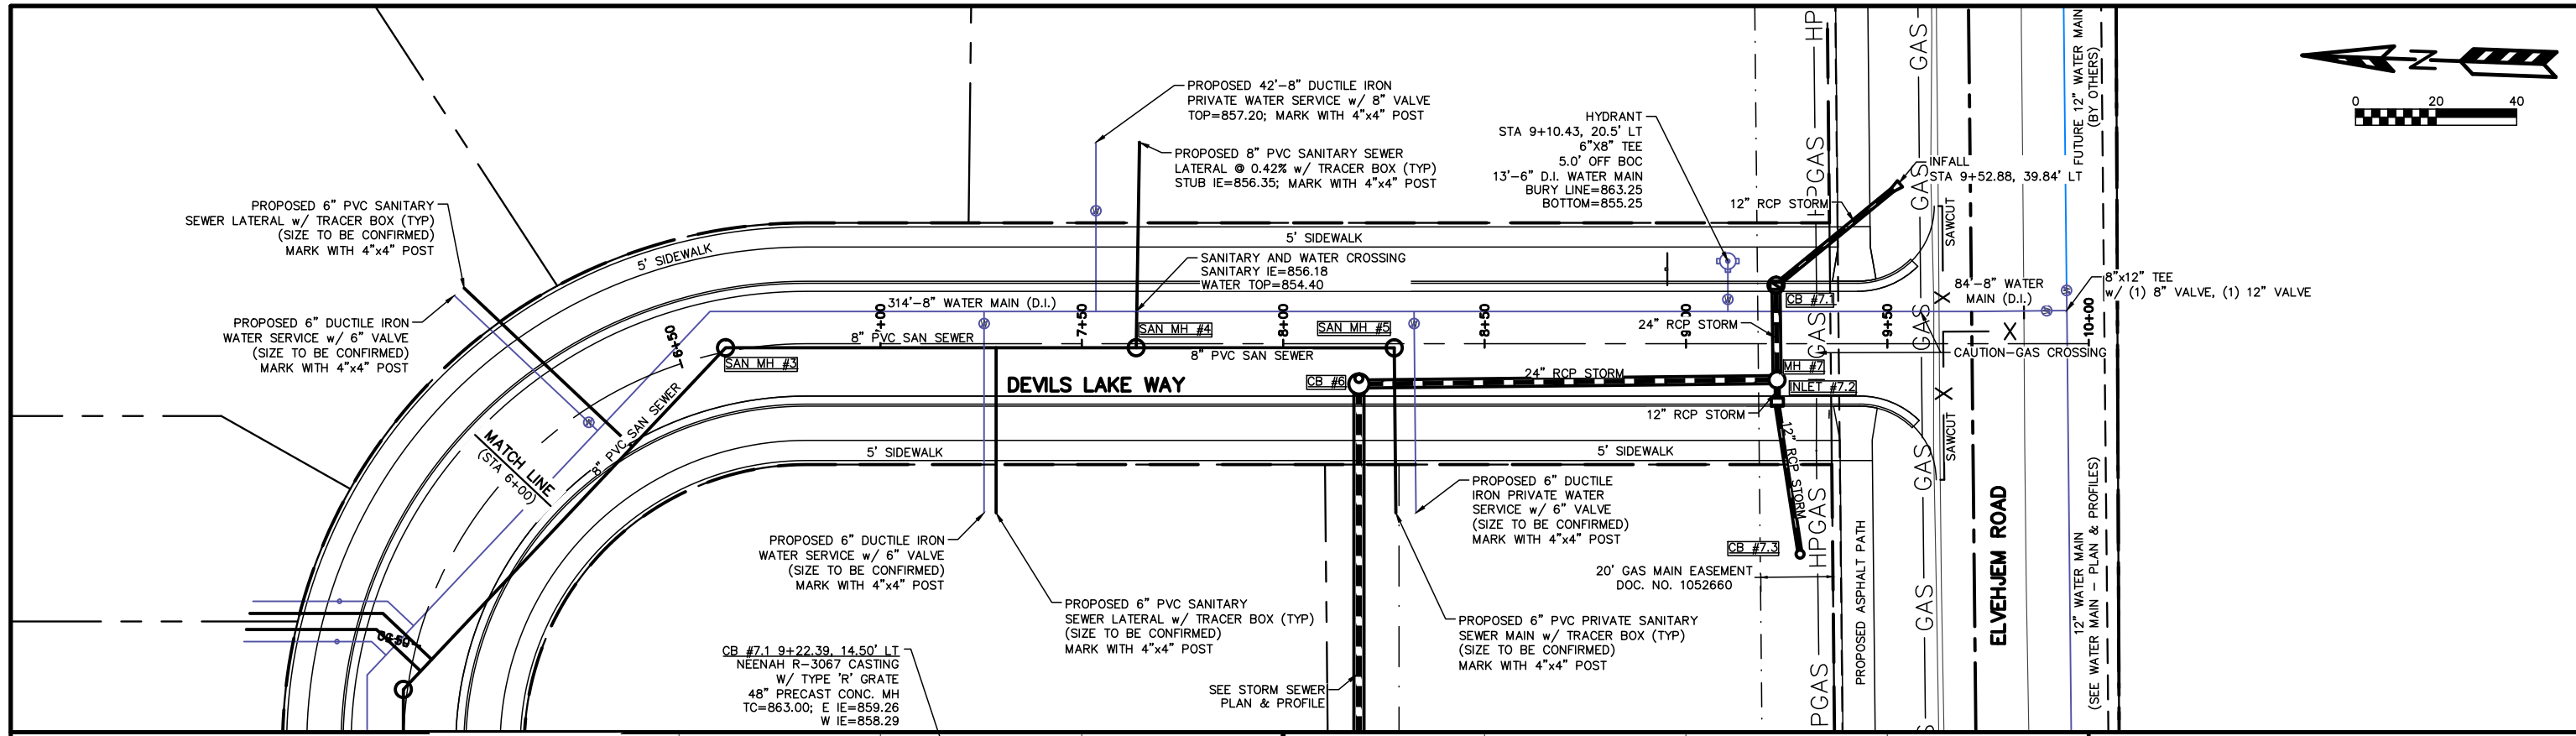 PROPOSED 42'-8" DUCTILE IRON
PRIVATE WATER SERVICE w/ 8" VALVE
TOP=857.20; MARK WITH 4"x4" POST
PROPOSED 8" PVC SANITARY SEWER
LATERAL @ 0.42% w/ TRACER BOX (TYP)
STUB IE=856.35; MARK WITH 4"x4" POST
HYDRANT
STA 9+10.43, 20.5' LT
6"X8" TEE
5.0' OFF BOC
13'-6" D.I. WATER MAIN
BURY LINE=863.25
BOTTOM=855.25
INFALL
STA 9+52.88, 39.84' LT
12" RCP STORM
FUTURE 12" WATER MAIN
(BY OTHERS)
N
0 20 40
PROPOSED 6" PVC SANITARY
SEWER LATERAL w/ TRACER BOX (TYP)
(SIZE TO BE CONFIRMED)
MARK WITH 4"x4" POST
5' SIDEWALK
5' SIDEWALK
SANITARY AND WATER CROSSING
SANITARY IE=856.18
WATER TOP=854.40
PROPOSED 6" DUCTILE IRON
WATER SERVICE w/ 6" VALVE
(SIZE TO BE CONFIRMED)
MARK WITH 4"x4" POST
314'-8" WATER MAIN (D.I.)
8" PVC SAN SEWER
SAN MH #3
SAN MH #4
8" PVC SAN SEWER
SAN MH #5
6+50
7+50
8+00
8+50
9+50
10+00
CB #7.1
24" RCP STORM
84'-8" WATER
MAIN (D.I.)
8"x12" TEE
w/ (1) 8" VALVE, (1) 12" VALVE
CAUTION-GAS CROSSING
SAWCUT
SAWCUT
MH #7
INLET #7.2
CB #6
24" RCP STORM
12" RCP STORM
12" RCP STORM
CB #7.3
DEVILS LAKE WAY
8" PVC SAN SEWER
MATCH LINE
(STA 6+00)
5' SIDEWALK
5' SIDEWALK
PROPOSED 6" DUCTILE
IRON PRIVATE WATER
SERVICE w/ 6" VALVE
(SIZE TO BE CONFIRMED)
MARK WITH 4"x4" POST
PROPOSED 6" DUCTILE IRON
WATER SERVICE w/ 6" VALVE
(SIZE TO BE CONFIRMED)
MARK WITH 4"x4" POST
PROPOSED 6" PVC SANITARY
SEWER LATERAL w/ TRACER BOX (TYP)
(SIZE TO BE CONFIRMED)
MARK WITH 4"x4" POST
PROPOSED 6" PVC PRIVATE SANITARY
SEWER MAIN w/ TRACER BOX (TYP)
(SIZE TO BE CONFIRMED)
MARK WITH 4"x4" POST
20' GAS MAIN EASEMENT
DOC. NO. 1052660
CB #7.1 9+22.39, 14.50' LT
NEENAH R-3067 CASTING
W/ TYPE 'R' GRATE
48" PRECAST CONC. MH
TC=863.00; E IE=859.26
W IE=858.29
SEE STORM SEWER
PLAN & PROFILE
HP
HPGAS
HPGAS
GAS
GAS
GAS
GAS
GAS
GAS
PROPOSED ASPHALT PATH
ELVEHJEM ROAD
12" WATER MAIN
(SEE WATER MAIN - PLAN & PROFILES)